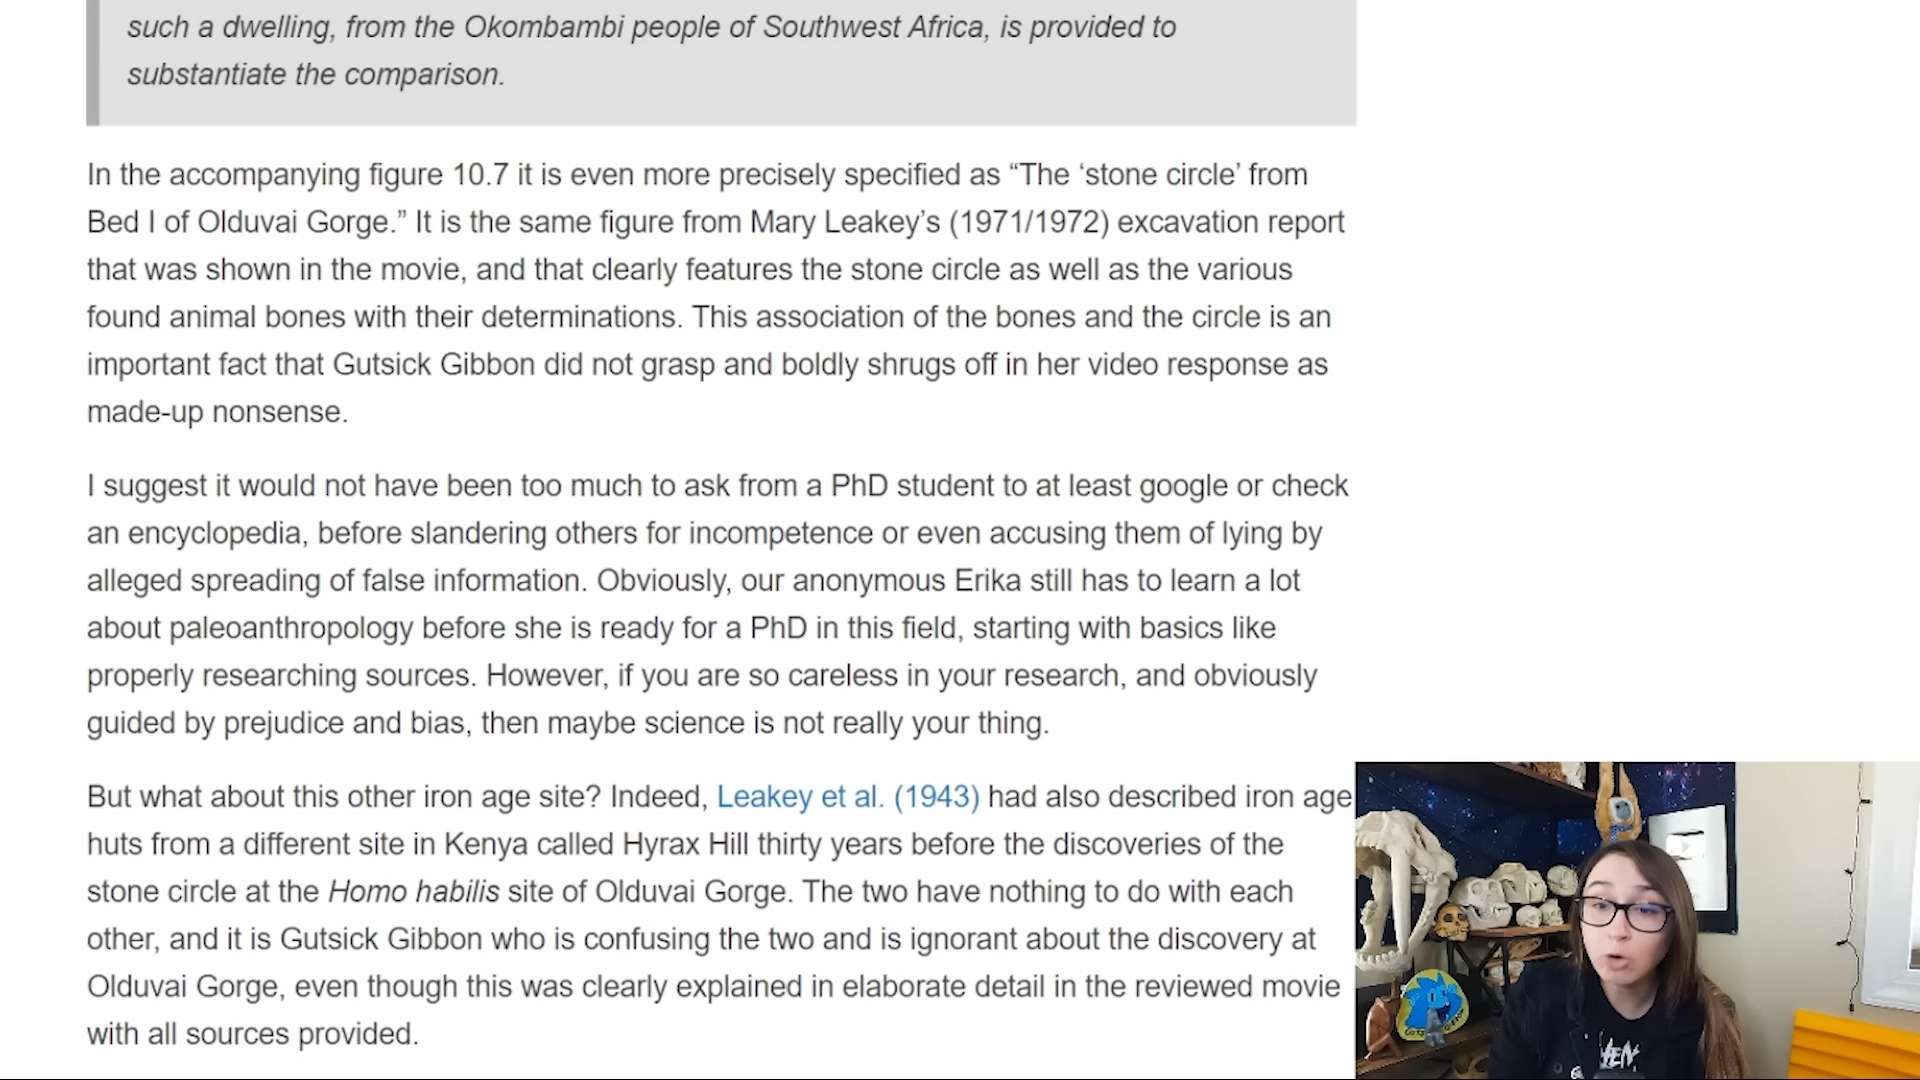 such a dwelling, from the Okombambi people of Southwest Africa, is provided to
substantiate the comparison.
In the accompanying figure 10.7 it is even more precisely specified as “The ‘stone circle’ from
Bed I of Olduvai Gorge.” It is the same figure from Mary Leakey’s (1971/1972) excavation report
that was shown in the movie, and that clearly features the stone circle as well as the various
found animal bones with their determinations. This association of the bones and the circle is an
important fact that Gutsick Gibbon did not grasp and boldly shrugs off in her video response as
made-up nonsense.
I suggest it would not have been too much to ask from a PhD student to at least google or check
an encyclopedia, before slandering others for incompetence or even accusing them of lying by
alleged spreading of false information. Obviously, our anonymous Erika still has to learn a lot
about paleoanthropology before she is ready for a PhD in this field, starting with basics like
properly researching sources. However, if you are so careless in your research, and obviously
guided by prejudice and bias, then maybe science is not really your thing.
But what about this other iron age site? Indeed, Leakey et al. (1943) had also described iron age
huts from a different site in Kenya called Hyrax Hill thirty years before the discoveries of the
stone circle at the Homo habilis site of Olduvai Gorge. The two have nothing to do with each
other, and it is Gutsick Gibbon who is confusing the two and is ignorant about the discovery at
Olduvai Gorge, even though this was clearly explained in elaborate detail in the reviewed movie
with all sources provided.